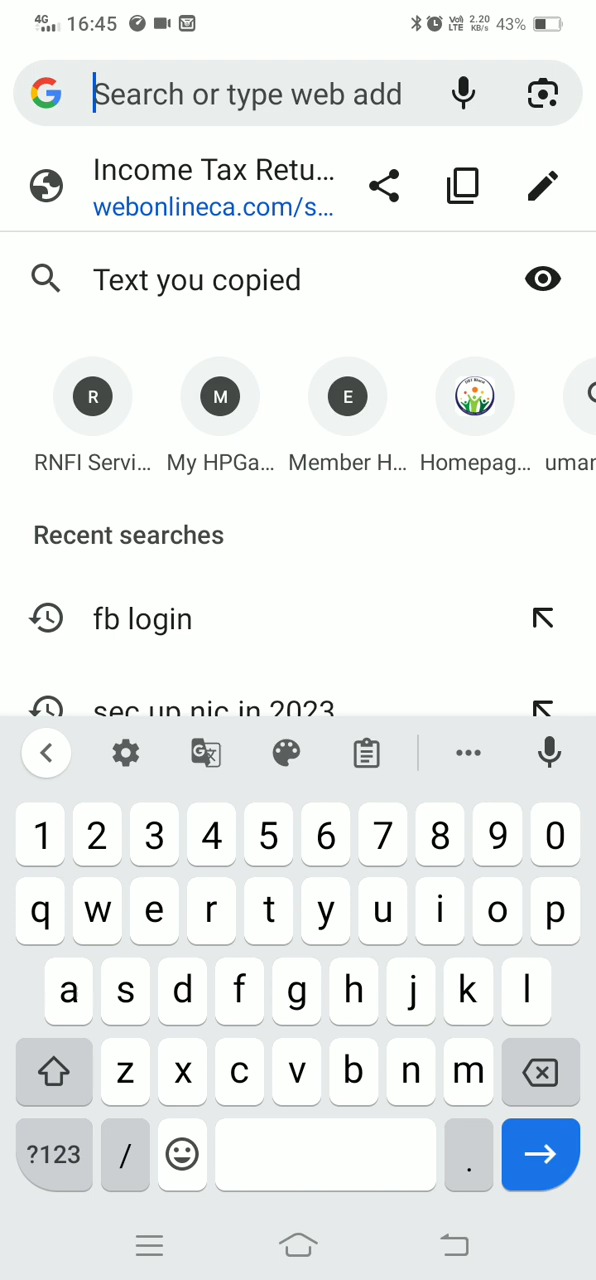 4G 16:45 VoD LTE 2.20 KB/s 43%
Search or type web add
Income Tax Retu...
webonlineca.com/s...
Text you copied
R M E
RNFI Servi... My HPGa... Member H... Homepag... umar
Recent searches
fb login
sec up nic in 2023
1 2 3 4 5 6 7 8 9 0
q w e r t y u i o p
a s d f g h j k l
z x c v b n m
?123 / .